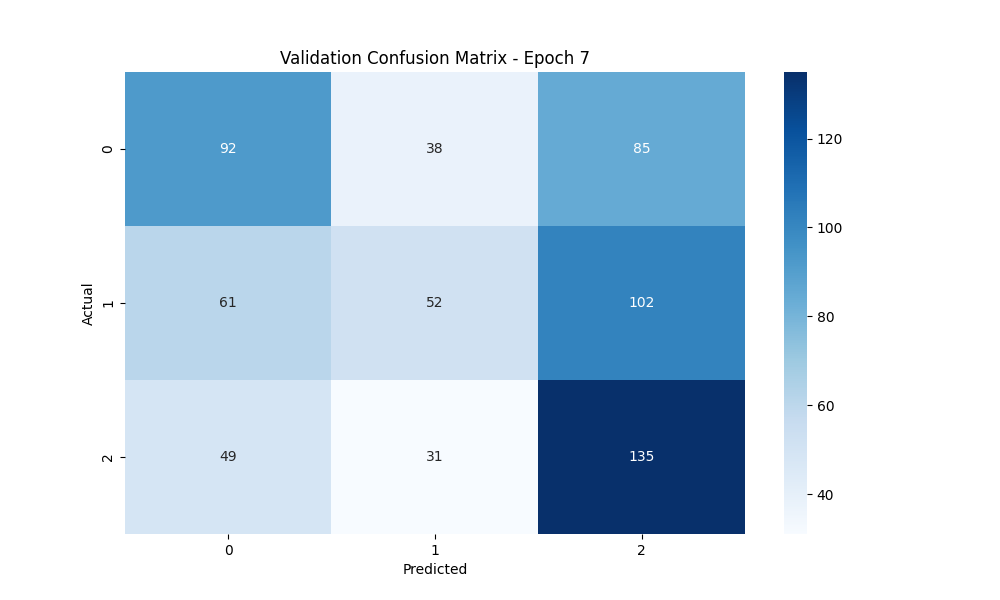 Validation Confusion Matrix - Epoch 7
0 92 38 85
1 61 52 102
2 49 31 135
0 1 2
Actual
Predicted
120
100
80
60
40